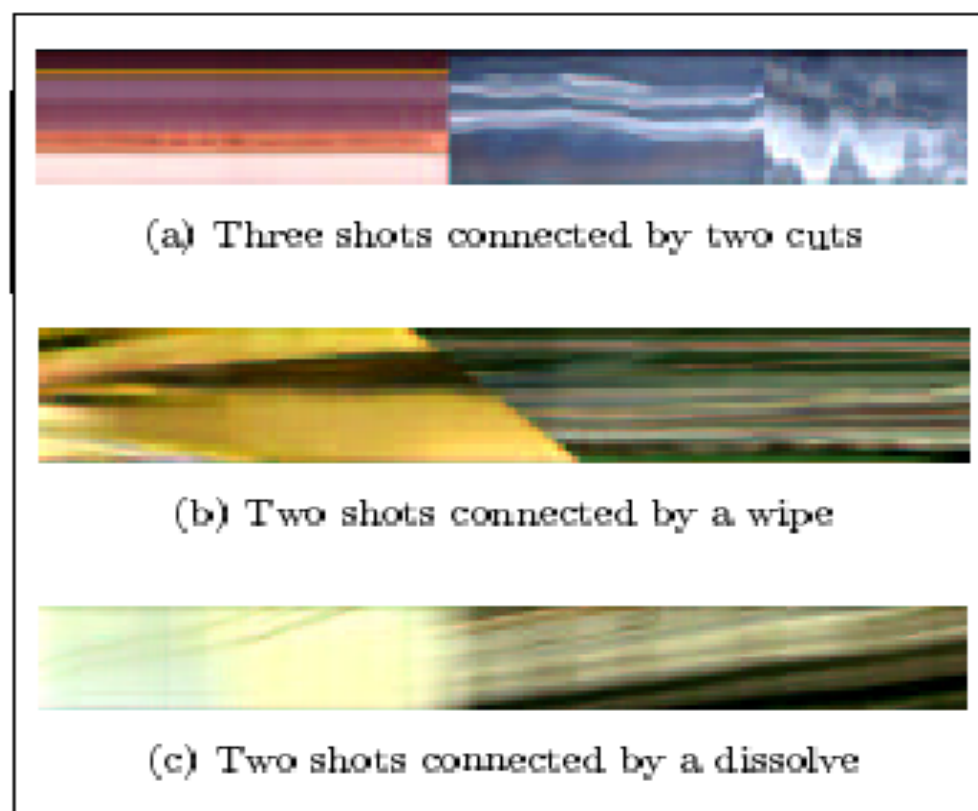 (a) Three shots connected by two cuts
(b) Two shots connected by a wipe
(c) Two shots connected by a dissolve